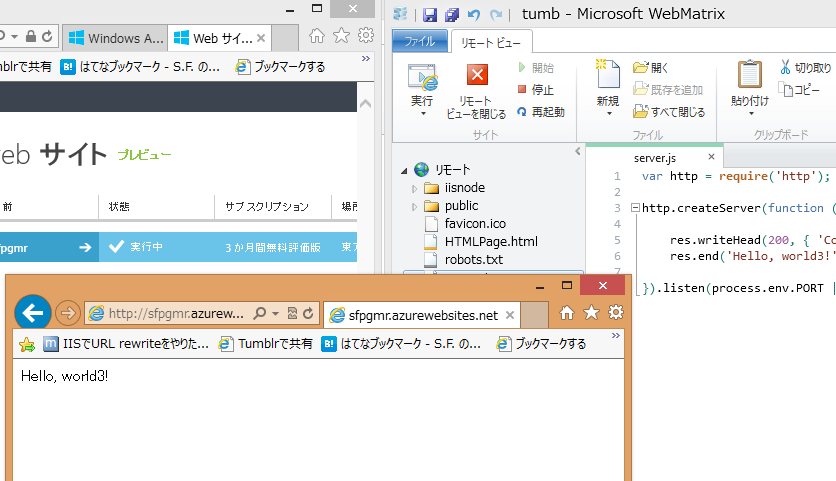 Windows A...
Web サイ...
mblrで共有
はてなブックマーク - S.F. の...
ブックマークする
web サイト プレビュー
前
状態
サブスクリプション
場所
fpgmr
実行中
3 か月間無料評価版
東ア
tumb - Microsoft WebMatrix
ファイル
リモート ビュー
実行
リモート
ビューを閉じる
開始
停止
再起動
サイト
新規
開く
既存を追加
すべて閉じる
ファイル
貼り付け
切り取り
コピー
クリップボード
リモート
iisnode
public
favicon.ico
HTMLPage.html
robots.txt
server.js
1 var http = require('http');
2
3 http.createServer(function (
4
5 res.writeHead(200, { 'Co
6 res.end('Hello, world3!'
7
}).listen(process.env.PORT |
http://sfpgmr.azurew...
sfpgmr.azurewebsites.net
IISでURL rewriteをやりた...
Tumblrで共有
はてなブックマーク - S.F. の...
ブックマークする
Hello, world3!